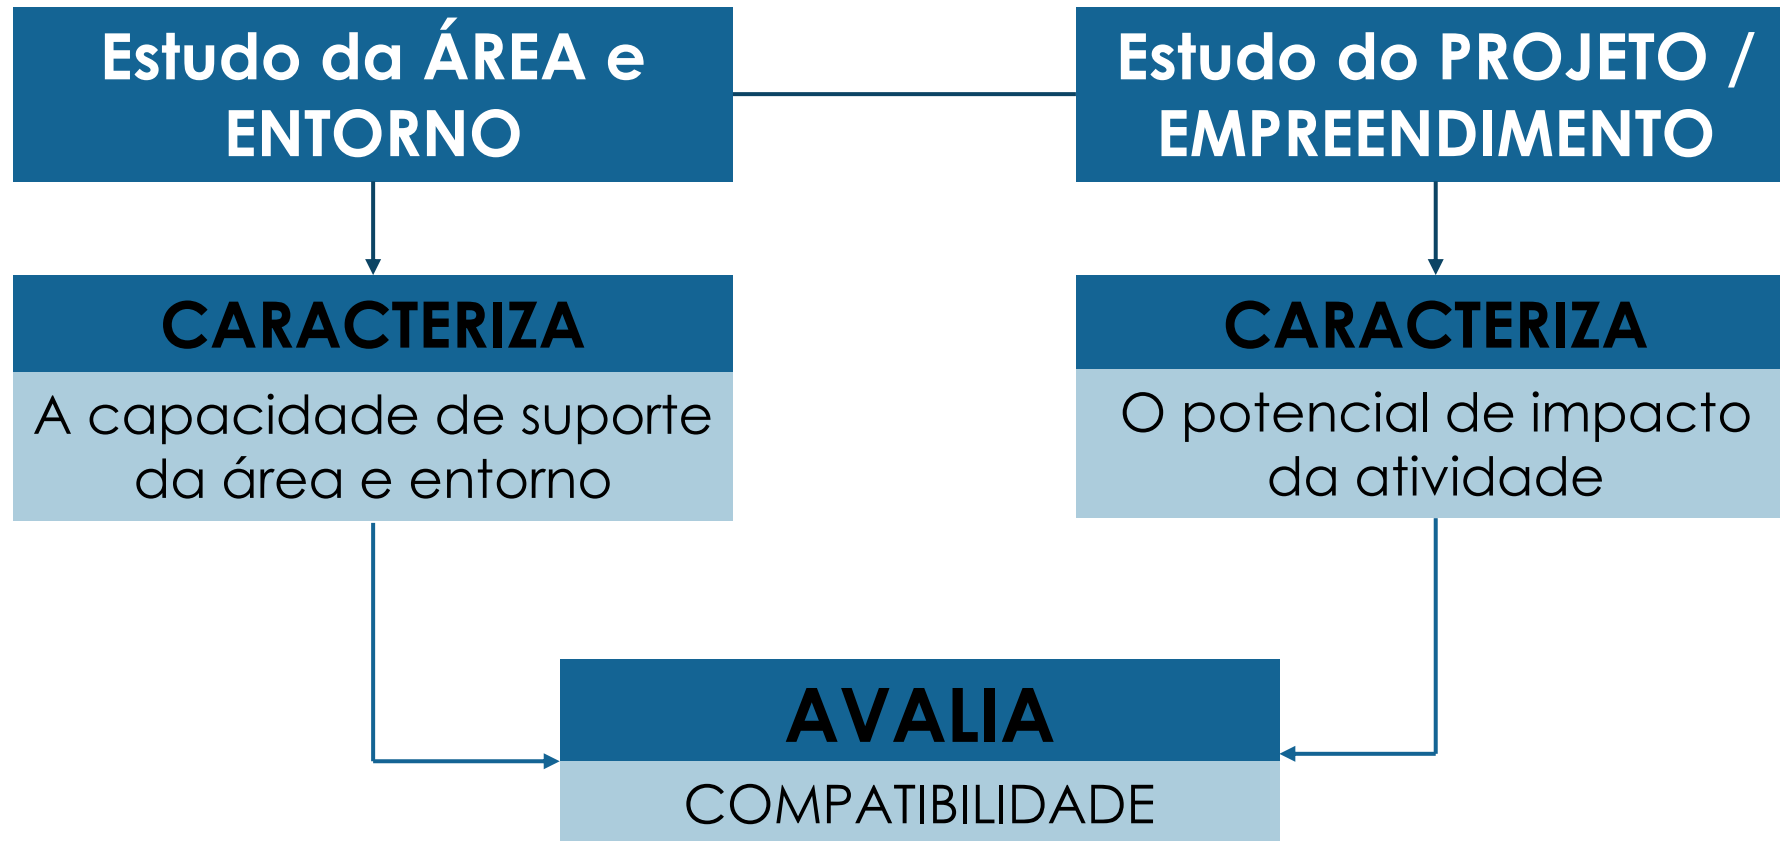 Estudo da ÁREA e
ENTORNO
Estudo do PROJETO /
EMPREENDIMENTO
CARACTERIZA
A capacidade de suporte
da área e entorno
CARACTERIZA
O potencial de impacto
da atividade
AVALIA
COMPATIBILIDADE